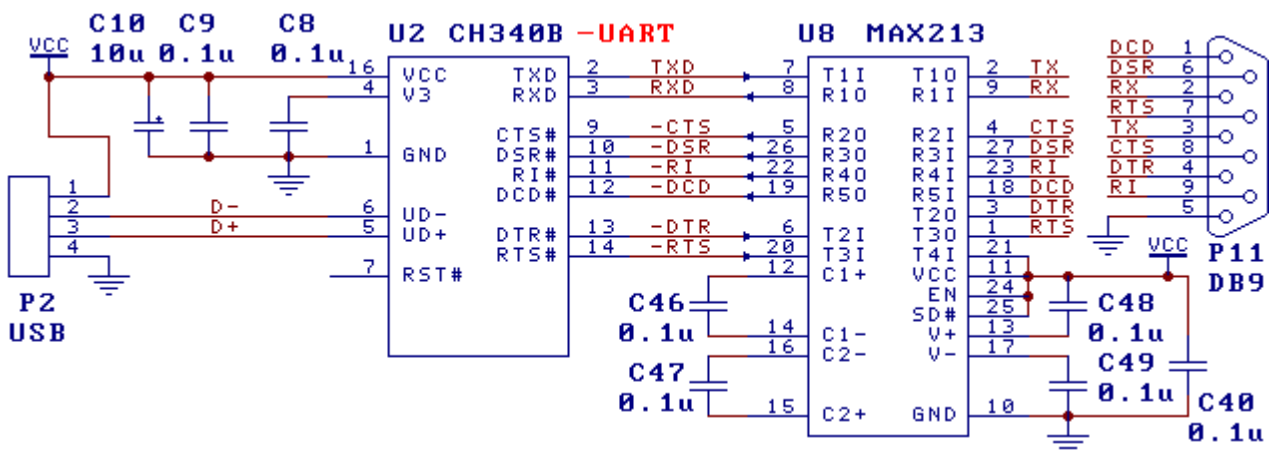 C10 C9 C8
VCC 10u 0.1u 0.1u
U2 CH340B -UART
U8 MAX213
16 VCC TXD 2 TXD 7 T1I T1O 2 TX DCD 1
4 V3 RXD 3 RXD 8 R1O R1I 9 RX DSR 6
RX 2
RTS 7
CTS# 9 -CTS 5 R2O R2I 4 CTS TX 3
1 GND DSR# 10 -DSR 26 R3O R3I 27 DSR CTS 8
RI# 11 -RI 22 R4O R4I 23 RI DTR 4
1 DCD# 12 -DCD 19 R5O R5I 18 DCD RI 9
2 D- 6 UD- T2O 3 DTR 5
3 D+ 5 UD+ DTR# 13 -DTR 6 T2I T3O 1 RTS
4 RTS# 14 -RTS 20 T3I T4I 21 VCC P11
7 RST# 12 C1+ VCC 11 DB9
P2 EN 24
USB SD# 25
C46 0.1u 14 C1- V+ 13 C48 0.1u
16 C2- V- 17
C47 0.1u C49 0.1u
15 C2+ GND 10 C40
0.1u